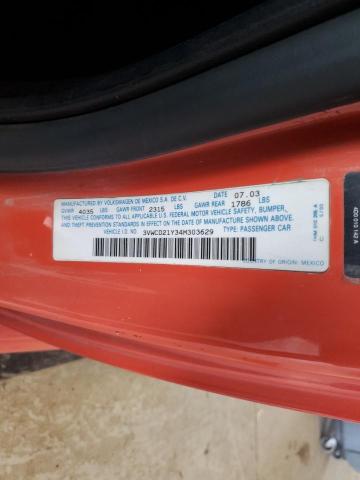 MANUFACTURED BY VOLKSWAGEN DE MEXICO S.A. DE C.V. DATE 07.03
GVWR 4035 LBS GAWR FRONT 2315 LBS GAWR REAR 1786 LBS
THIS VEHICLE CONFORMS TO ALL APPLICABLE U.S. FEDERAL MOTOR VEHICLE SAFETY, BUMPER,
AND THEFT PREVENTION STANDARDS IN EFFECT ON THE DATE OF MANUFACTURE SHOWN ABOVE.
VEHICLE I.D. NO.: 3VWCD21Y34M303629 TYPE: PASSENGER CAR
COUNTRY OF ORIGIN: MEXICO